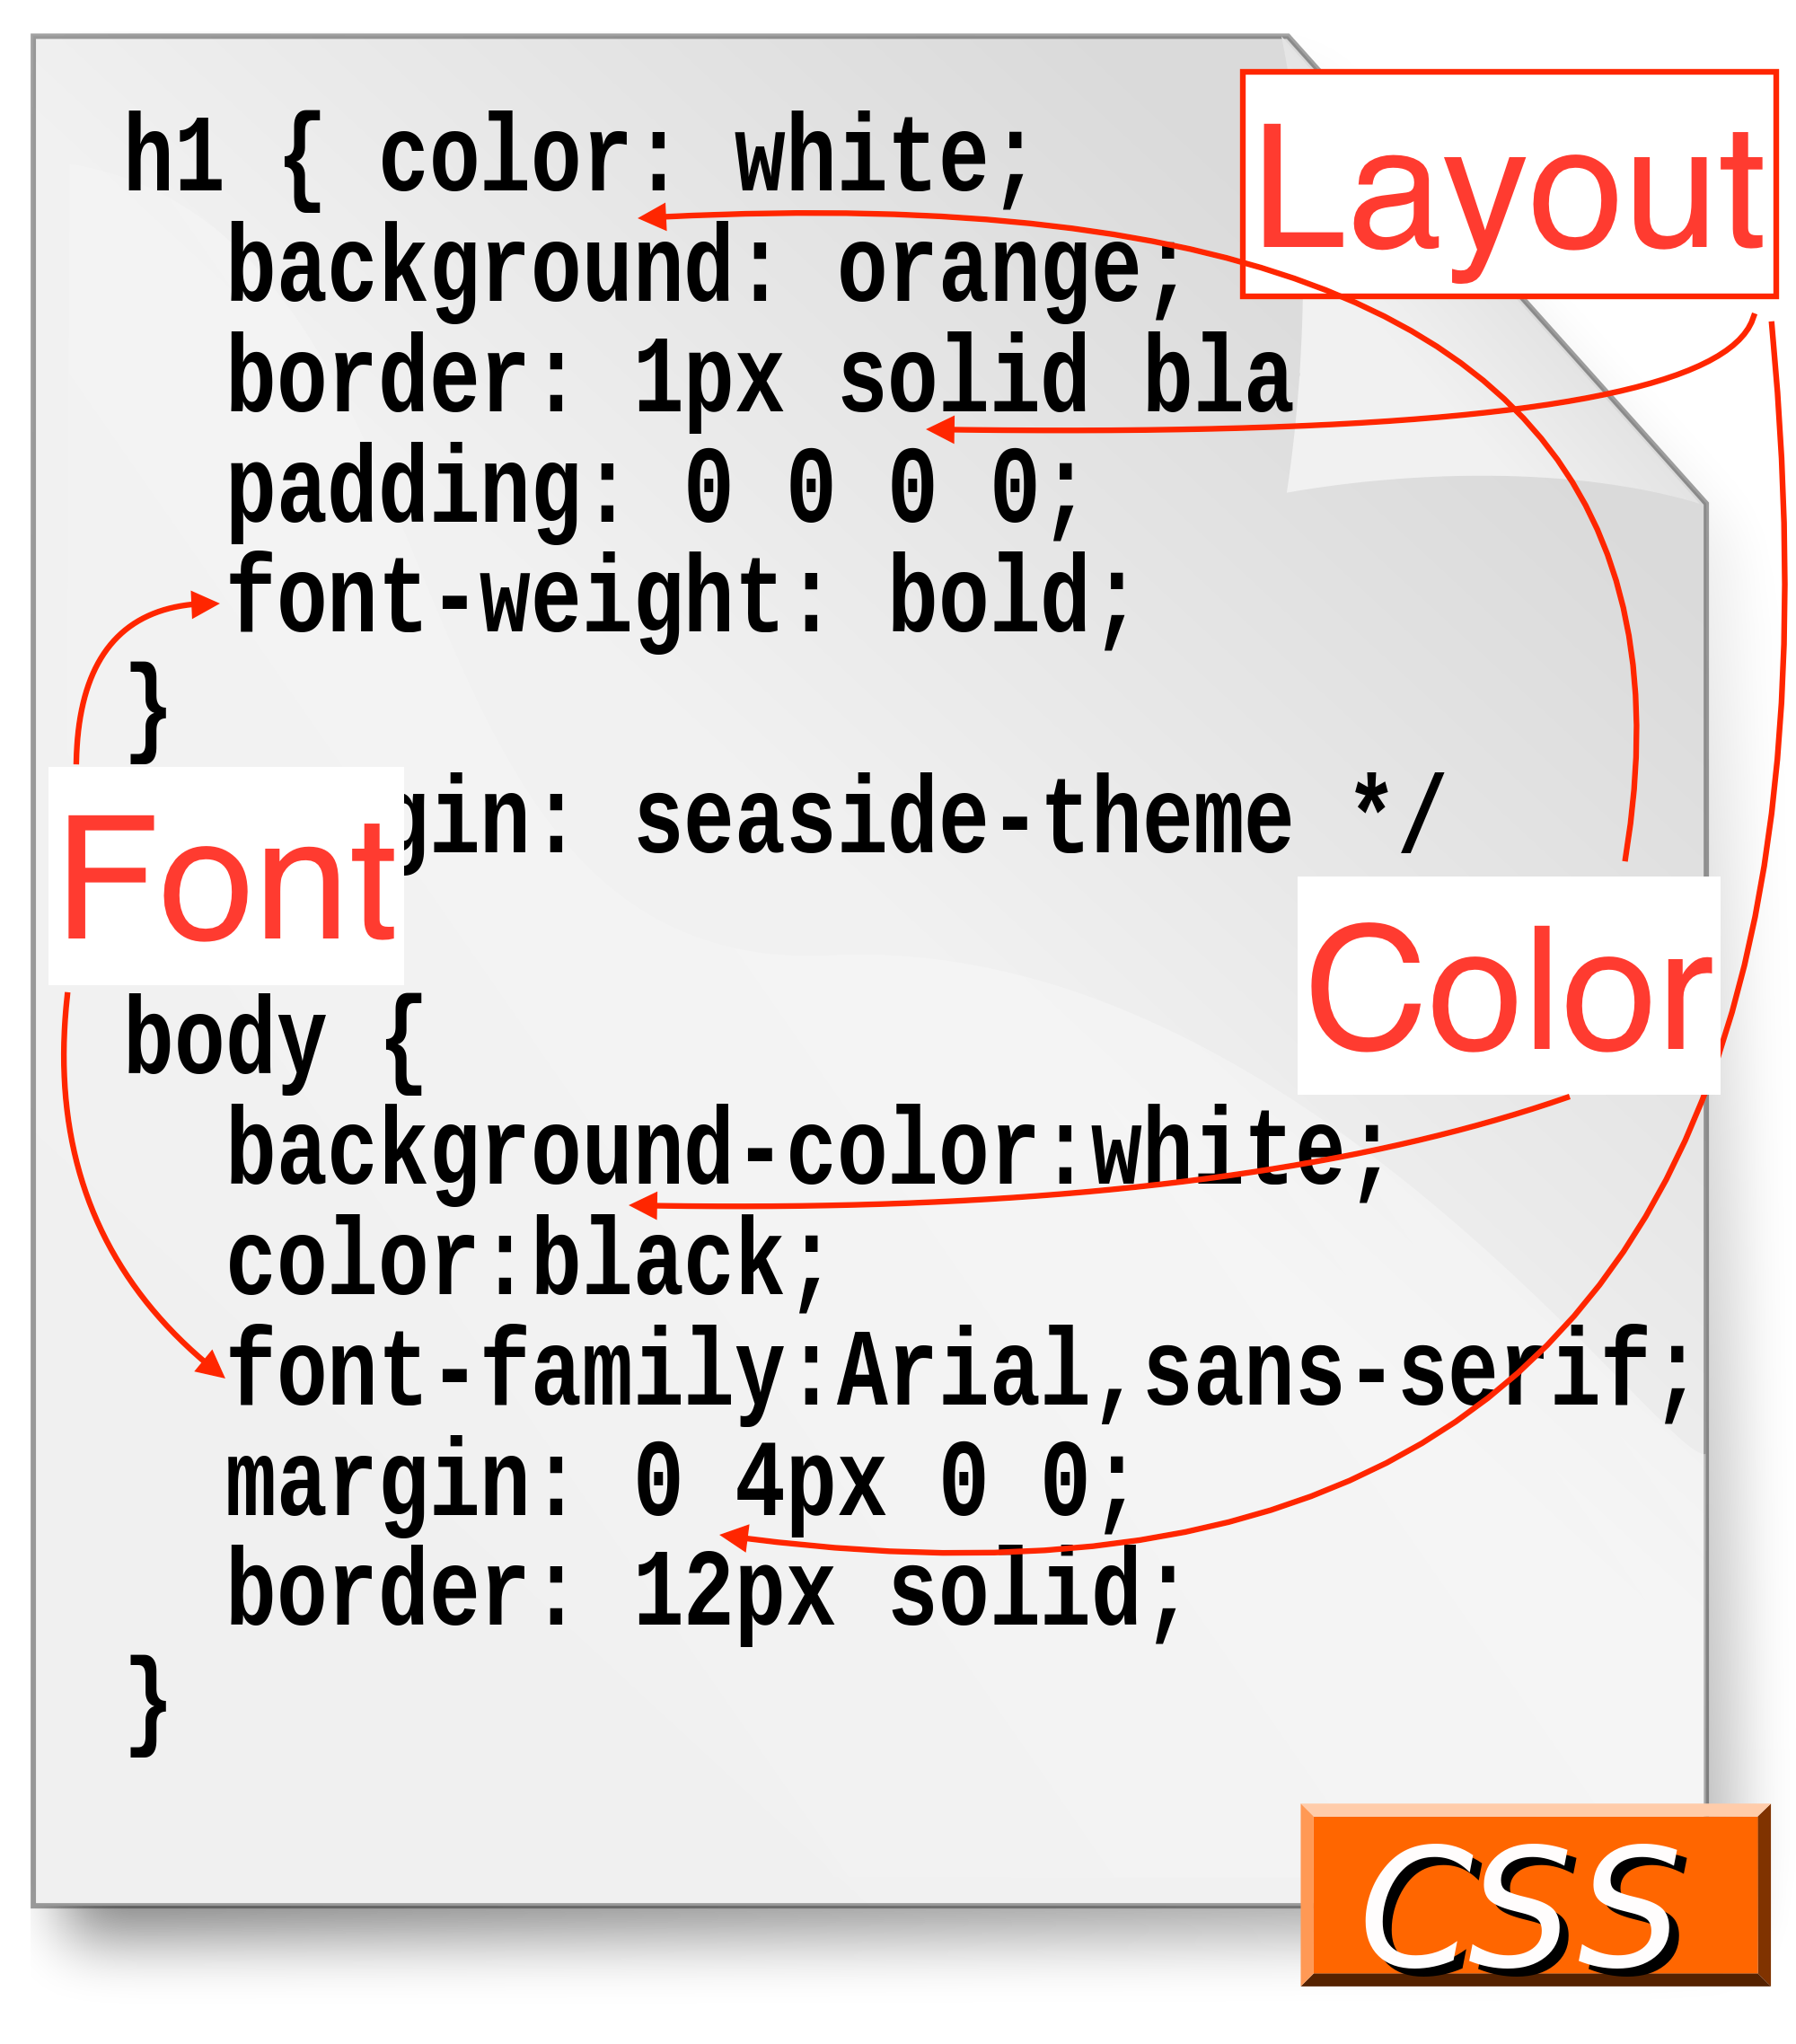 h1 { color: white;
Layout
background: orange;
border: 1px solid bla
padding: 0 0 0 0;
font-weight: bold;
}
gin: seaside-theme */
Font
Color
body {
background-color:white;
color:black;
font-family:Arial,sans-serif;
margin: 0 4px 0 0;
border: 12px solid;
}
CSS